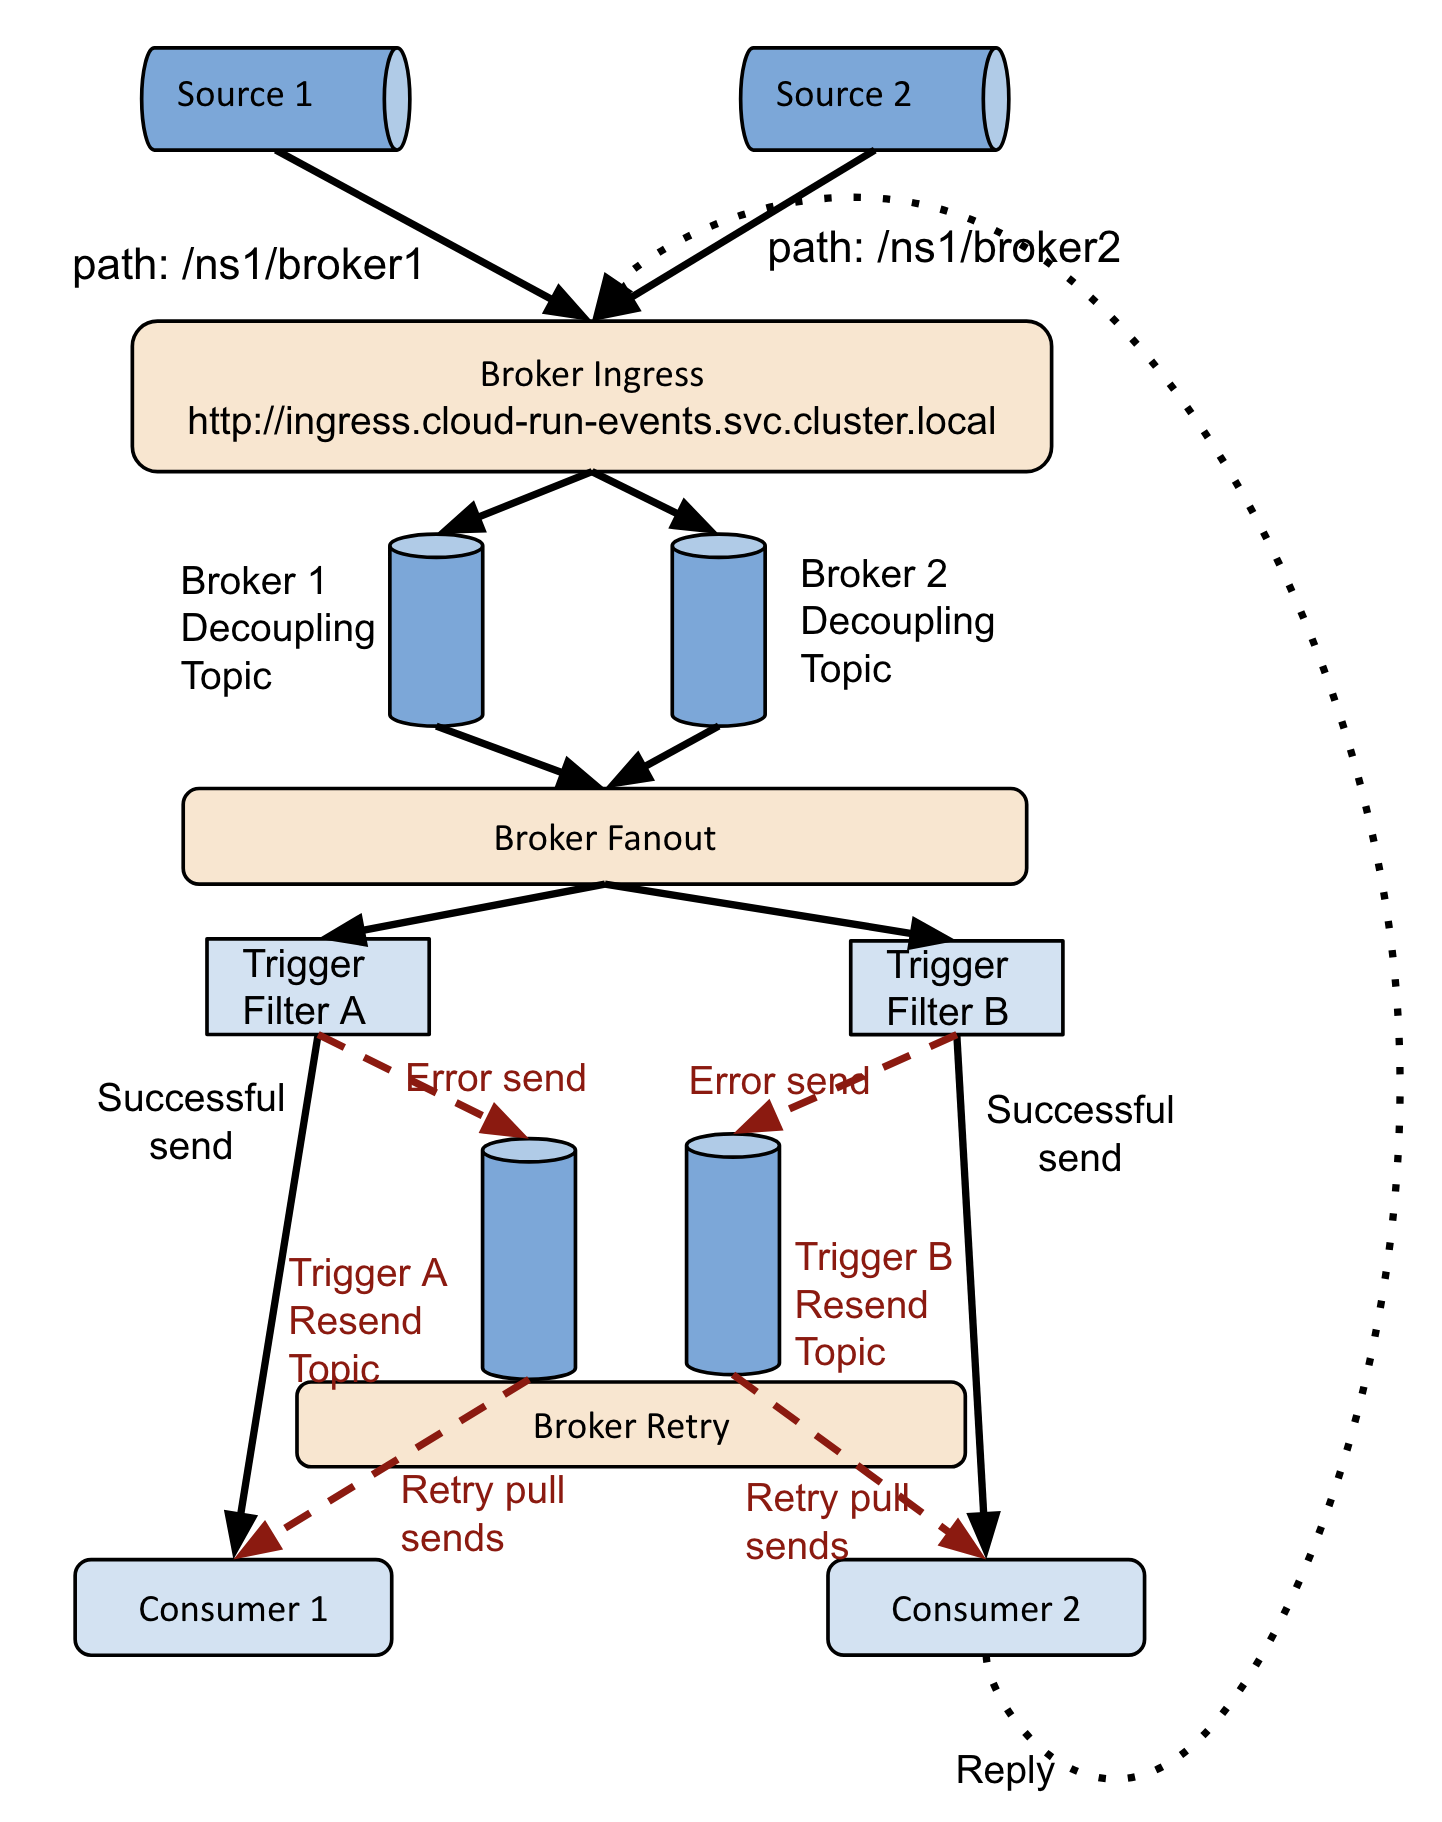 Source 1
Source 2
path: /ns1/broker1
path: /ns1/broker2
Broker Ingress
http://ingress.cloud-run-events.svc.cluster.local
Broker 1
Decoupling
Topic
Broker 2
Decoupling
Topic
Broker Fanout
Trigger
Filter A
Trigger
Filter B
Successful
send
Error send
Error send
Successful
send
Trigger A
Resend
Topic
Trigger B
Resend
Topic
Broker Retry
Retry pull
sends
Retry pull
sends
Consumer 1
Consumer 2
Reply